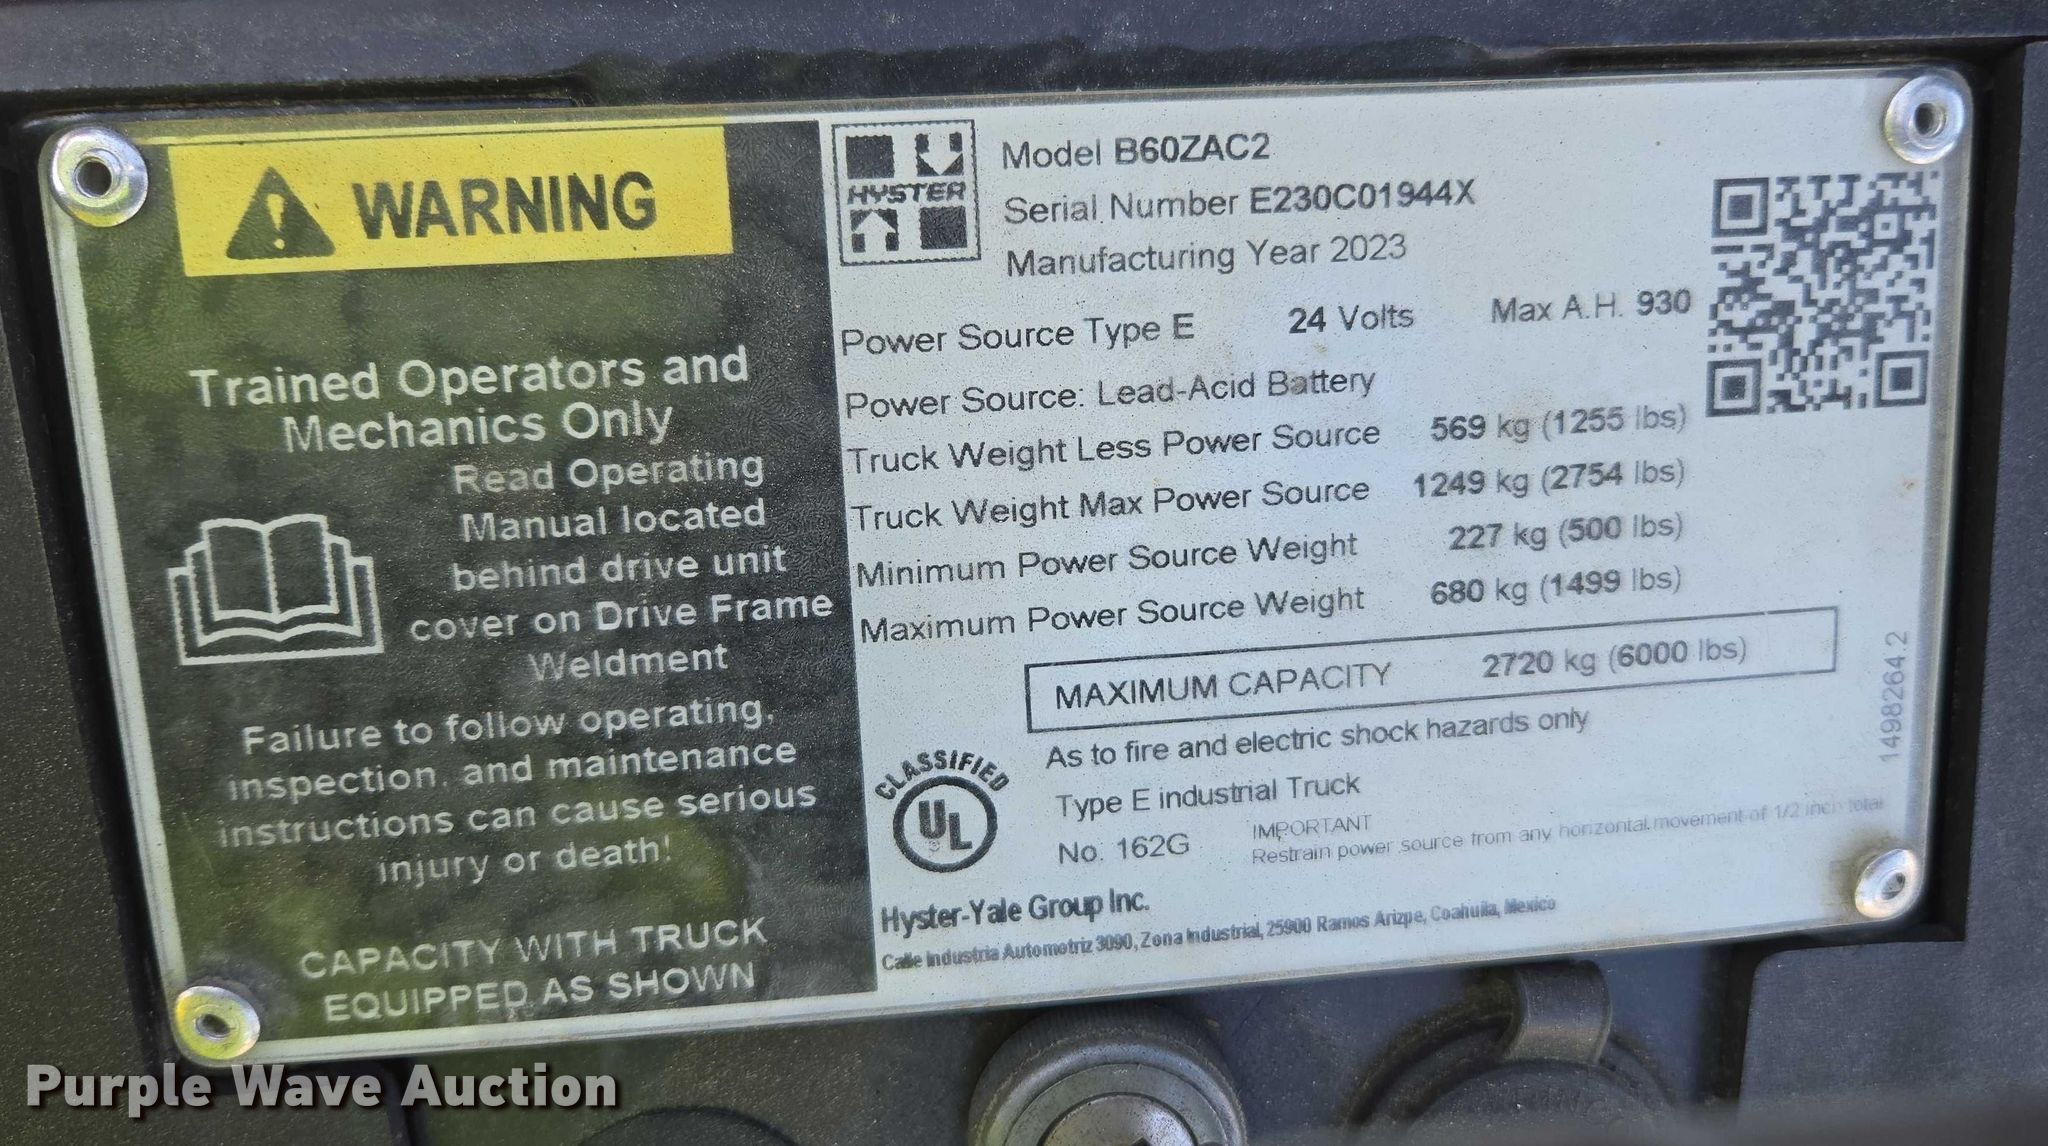 WARNING
Trained Operators and
Mechanics Only
Read Operating
Manual located
behind drive unit
cover on Drive Frame
Weldment
Failure to follow operating,
inspection, and maintenance
instructions can cause serious
injury or death!
CAPACITY WITH TRUCK
EQUIPPED AS SHOWN
HYSTER
Model B60ZAC2
Serial Number E230C01944X
Manufacturing Year 2023
Power Source Type E 24 Volts Max A.H. 930
Power Source: Lead-Acid Battery
Truck Weight Less Power Source 569 kg (1255 lbs)
Truck Weight Max Power Source 1249 kg (2754 lbs)
Minimum Power Source Weight 227 kg (500 lbs)
Maximum Power Source Weight 680 kg (1499 lbs)
MAXIMUM CAPACITY 2720 kg (6000 lbs)
1498264.2
CLASSIFIED
UL
As to fire and electric shock hazards only
Type E industrial Truck
No. 162G
IMPORTANT
Restrain power source from any horizontal movement of 1/2 inch total
Hyster-Yale Group Inc.
Calle Industria Automotriz 3090, Zona Industrial, 25900 Ramos Arizpe, Coahuila, Mexico
Purple Wave Auction